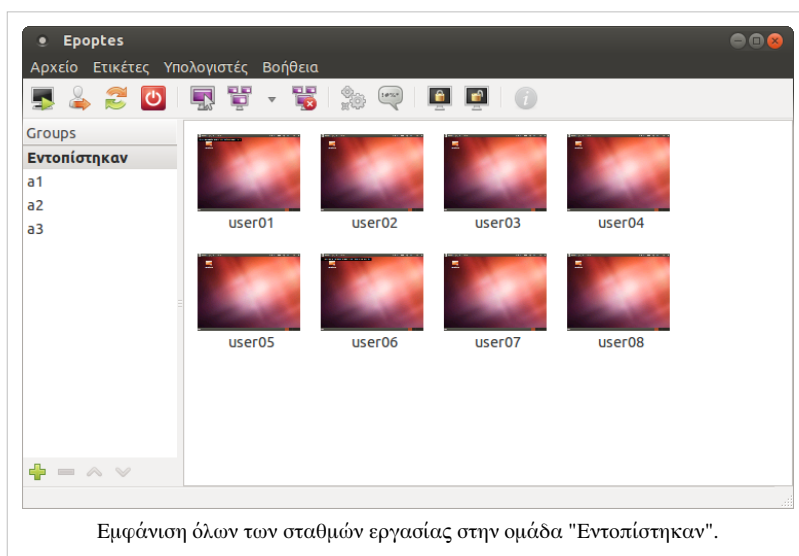 Epoptes
Αρχείο Ετικέτες Υπολογιστές Βοήθεια
Groups
Εντοπίστηκαν
a1
a2
a3
user01 user02 user03 user04
user05 user06 user07 user08
Εμφάνιση όλων των σταθμών εργασίας στην ομάδα "Εντοπίστηκαν".